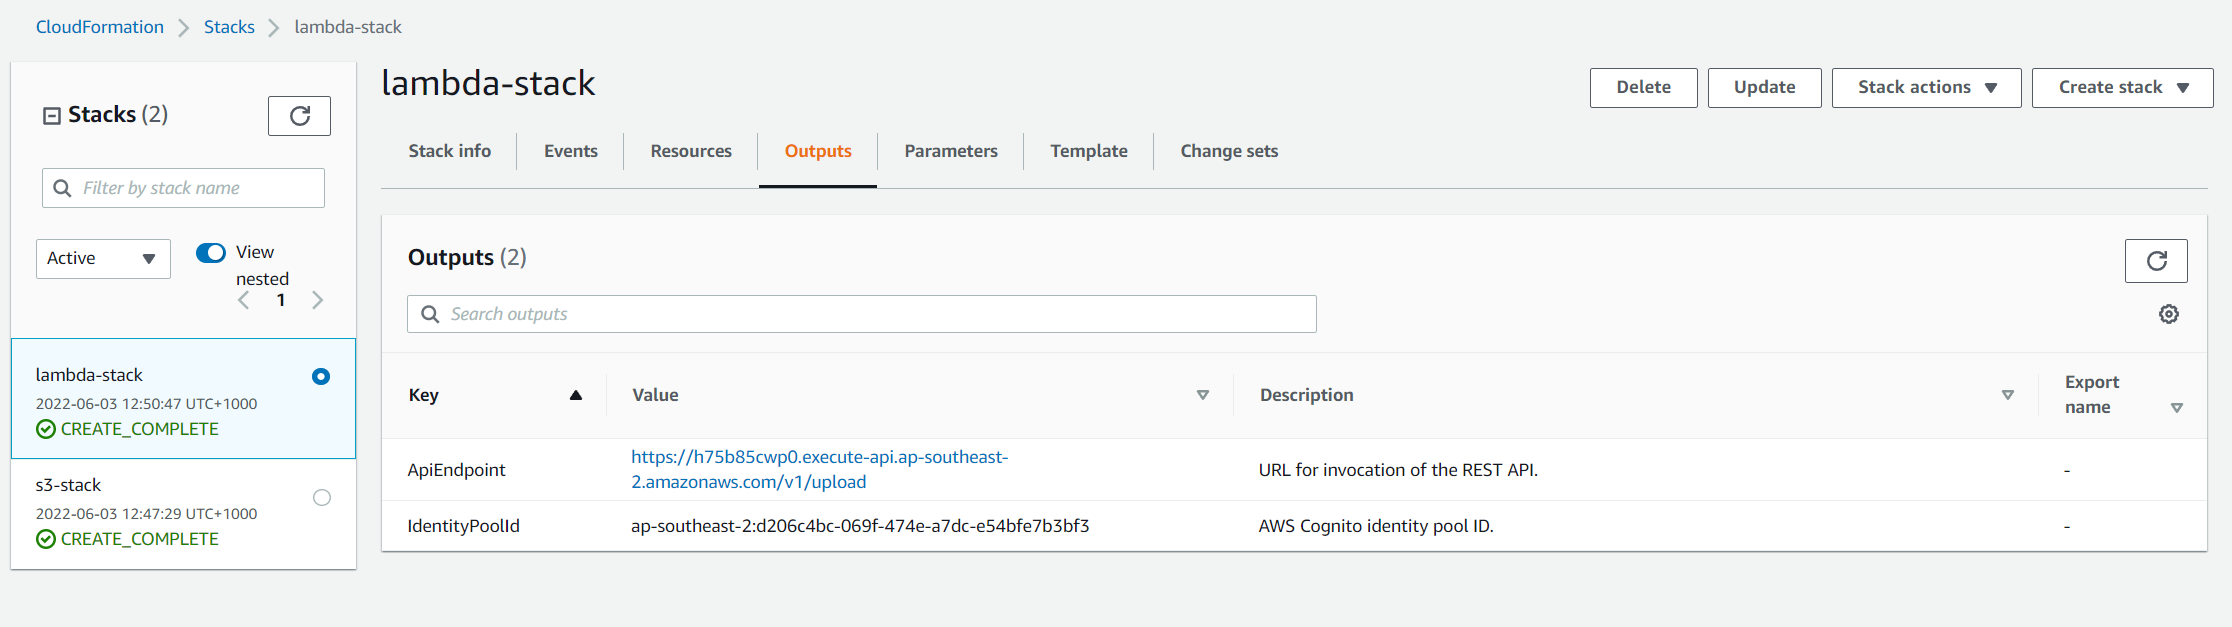 CloudFormation > Stacks > lambda-stack
Stacks (2)
Filter by stack name
Active
View
nested
1
lambda-stack
2022-06-03 12:50:47 UTC+1000
CREATE_COMPLETE
s3-stack
2022-06-03 12:47:29 UTC+1000
CREATE_COMPLETE
lambda-stack
Delete Update Stack actions Create stack
Stack info Events Resources Outputs Parameters Template Change sets
Outputs (2)
Search outputs
Key Value Description Export
name
ApiEndpoint https://h75b85cwp0.execute-api.ap-southeast-
2.amazonaws.com/v1/upload URL for invocation of the REST API. -
IdentityPoolId ap-southeast-2:d206c4bc-069f-474e-a7dc-e54bfe7b3bf3 AWS Cognito identity pool ID. -